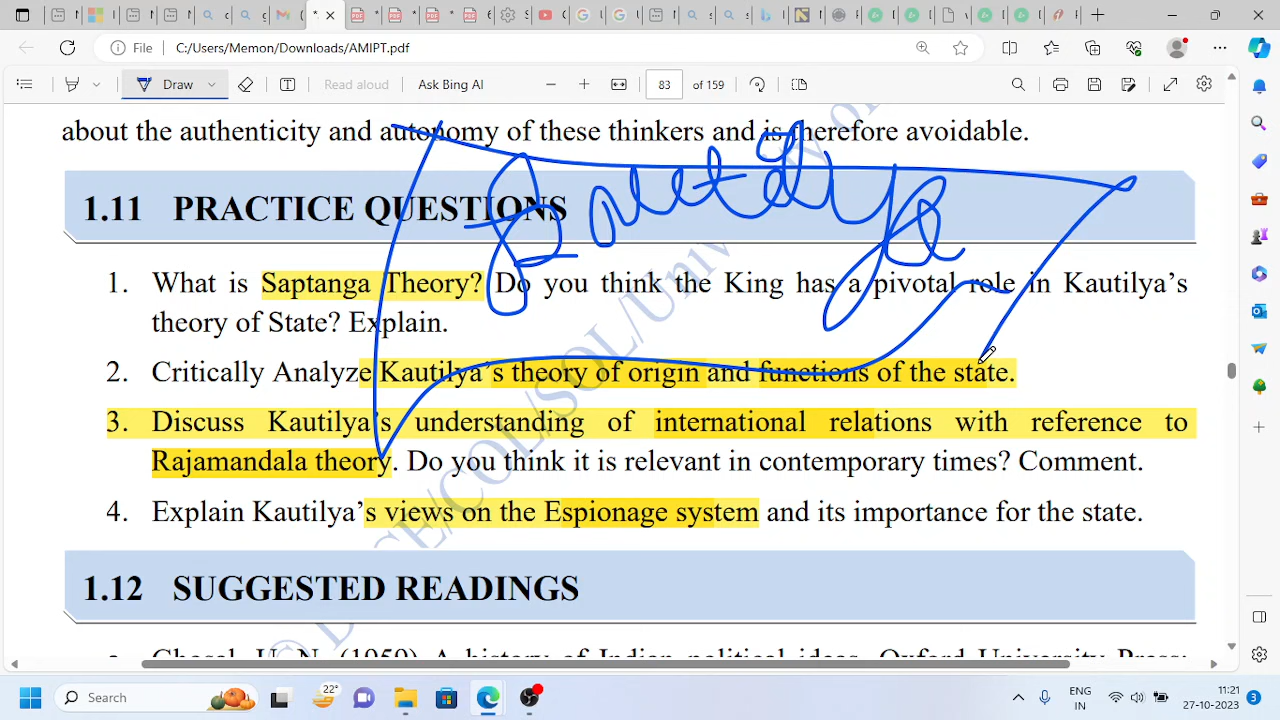 File C:/Users/Memon/Downloads/AMIPT.pdf
Draw Read aloud Ask Bing AI 83 of 159
about the authenticity and autonomy of these thinkers and is therefore avoidable.
1.11 PRACTICE QUESTIONS
1. What is Saptanga Theory? Do you think the King has a pivotal role in Kautilya's
theory of State? Explain.
2. Critically Analyze Kautilya's theory of origin and functions of the state.
3. Discuss Kautilya's understanding of international relations with reference to
Rajamandala theory. Do you think it is relevant in contemporary times? Comment.
4. Explain Kautilya's views on the Espionage system and its importance for the state.
1.12 SUGGESTED READINGS
Search 22° ENG 11:21
IN 27-10-2023 3